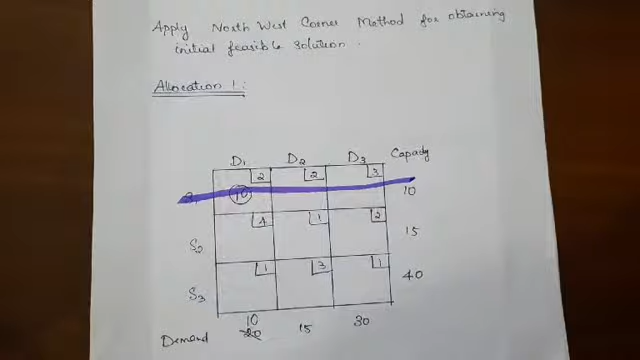 Apply North West Corner Method for obtaining
initial feasible solution.
Allocation 1:
D1 D2 D3 Capacity
2 2 3
10 10
4 1 2
S2 15
1 3 1
S3 40
10
Demand 20 15 30